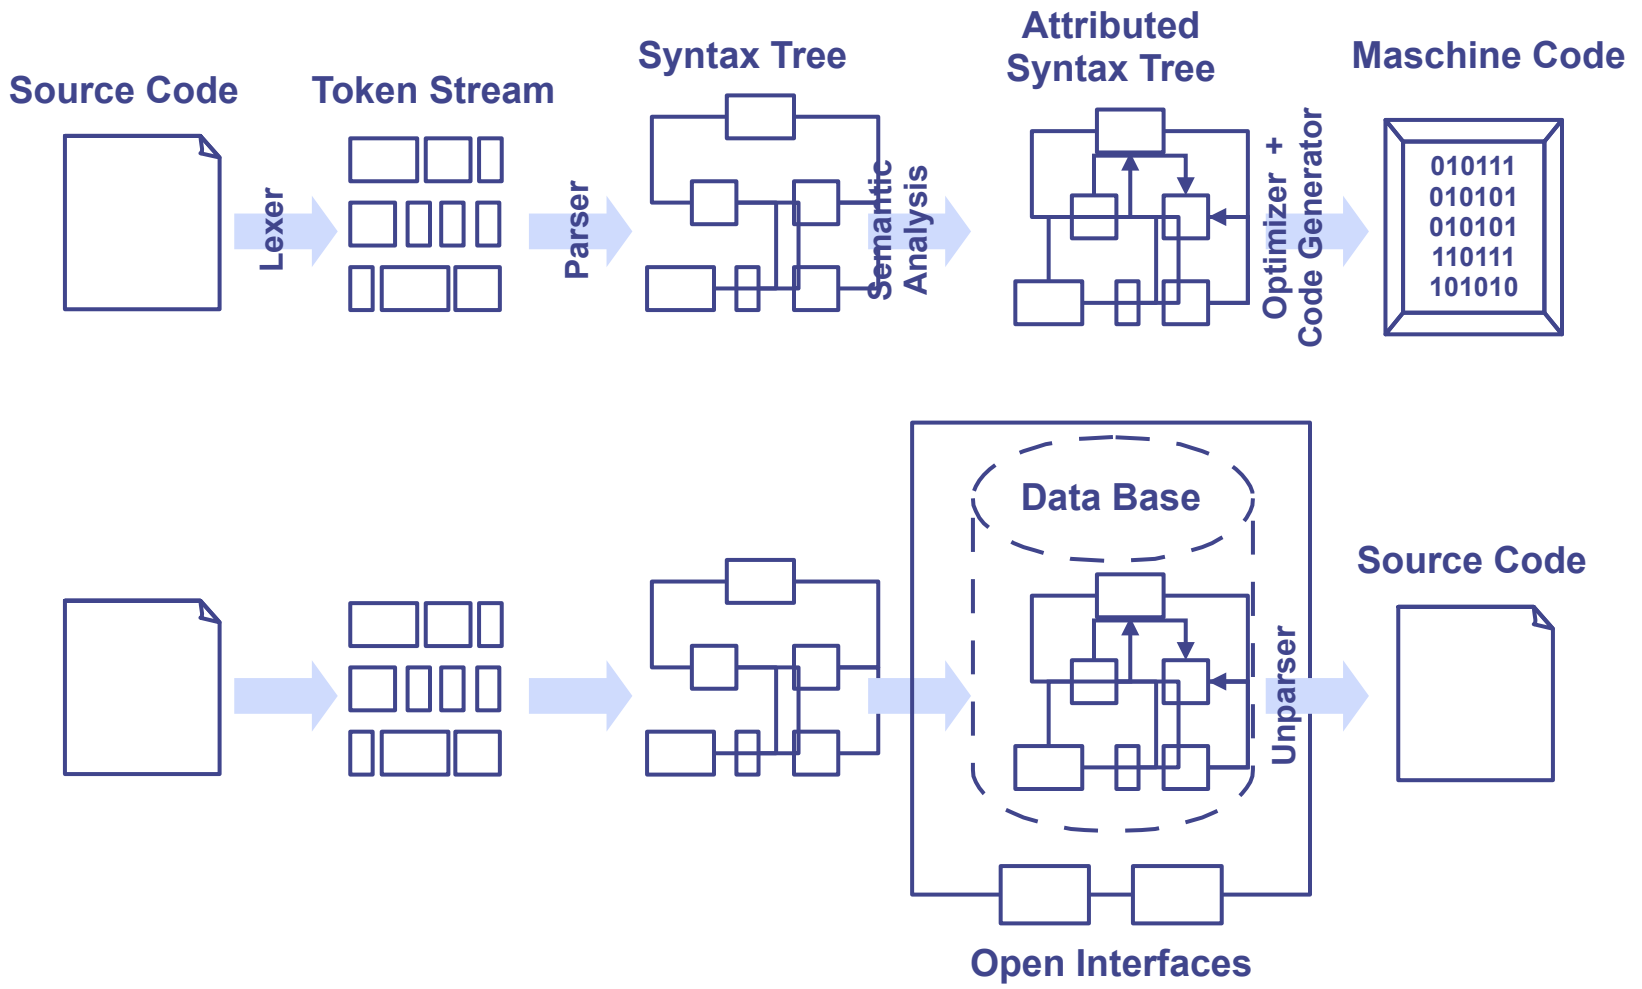 Source Code
Token Stream
Syntax Tree
Attributed
Syntax Tree
Maschine Code
Lexer
Parser
Semantic
Analysis
Optimizer +
Code Generator
010111
010101
010101
110111
101010
Data Base
Unparser
Source Code
Open Interfaces